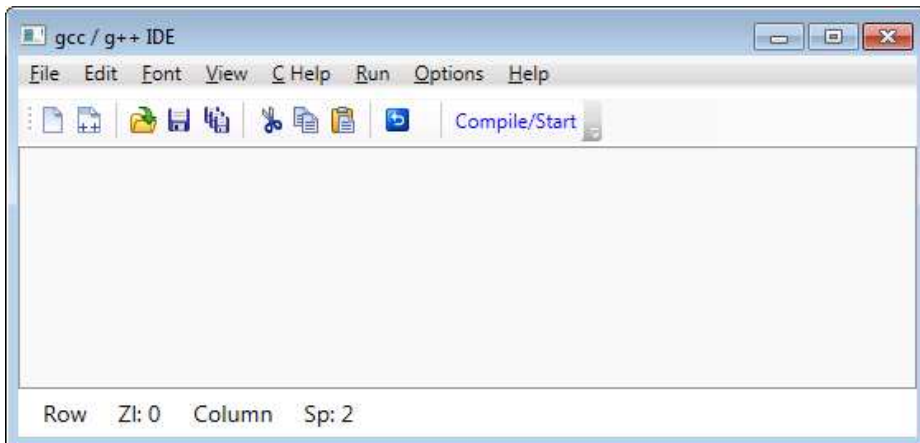 gcc / g++ IDE
File Edit Font View C Help Run Options Help
Compile/Start
Row Zl: 0 Column Sp: 2